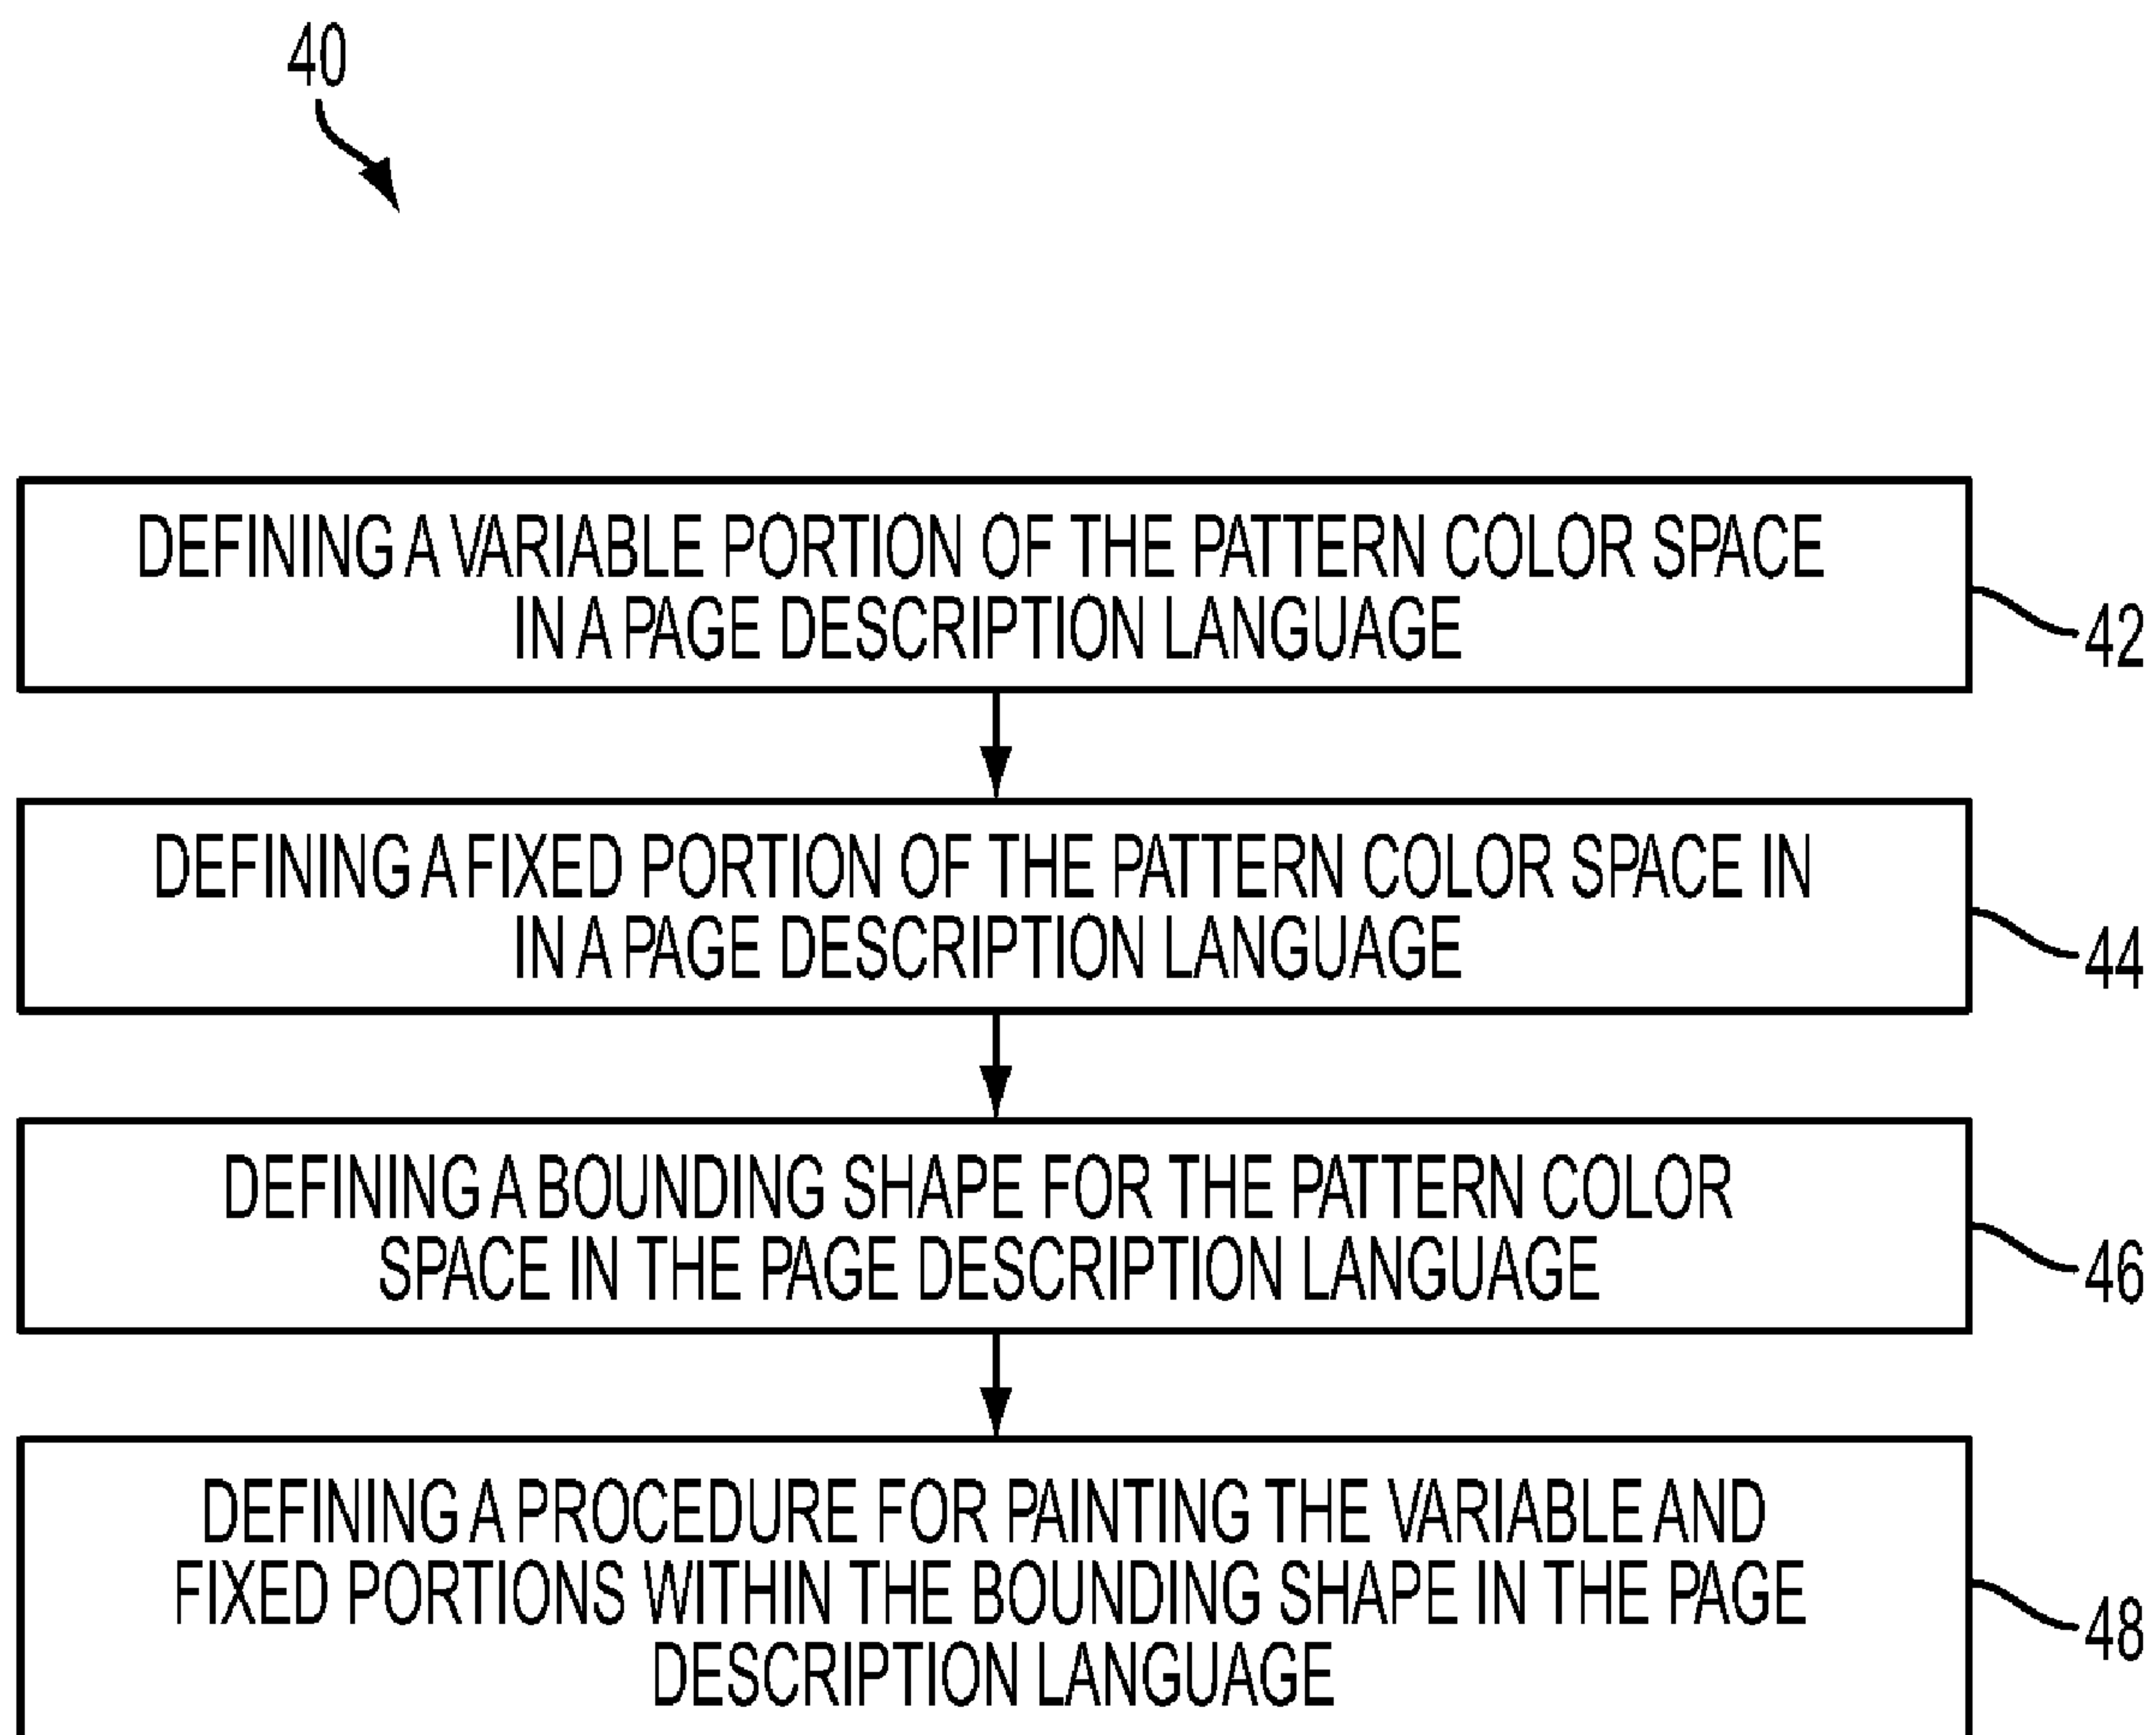 40
DEFINING A VARIABLE PORTION OF THE PATTERN COLOR SPACE
IN A PAGE DESCRIPTION LANGUAGE
42
DEFINING A FIXED PORTION OF THE PATTERN COLOR SPACE IN
IN A PAGE DESCRIPTION LANGUAGE
44
DEFINING A BOUNDING SHAPE FOR THE PATTERN COLOR
SPACE IN THE PAGE DESCRIPTION LANGUAGE
46
DEFINING A PROCEDURE FOR PAINTING THE VARIABLE AND
FIXED PORTIONS WITHIN THE BOUNDING SHAPE IN THE PAGE
DESCRIPTION LANGUAGE
48